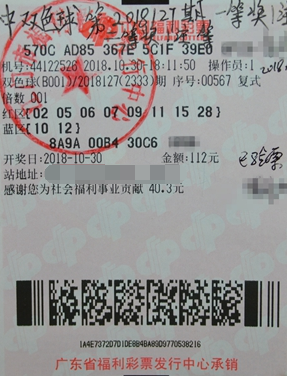 中双色球第2018127期一等奖1注
570C AD85 367E 5C1F 39E0
机号:44122528 2018-10-30-18:11:50 操作员:1
双色球(B001)/2018127(2333)期 序号:00567 复式
倍数 001
红区[02 05 06 07 09 11 15 28]
蓝区[10 12]
8A9A 00B4 30C6
开奖日:2018-10-30 金额:112元
已验票
站地址:
感谢您为社会福利事业贡献 40.3元
1A4E7372D7D1DE8B4BA89D9770538216
广东省福利彩票发行中心承销